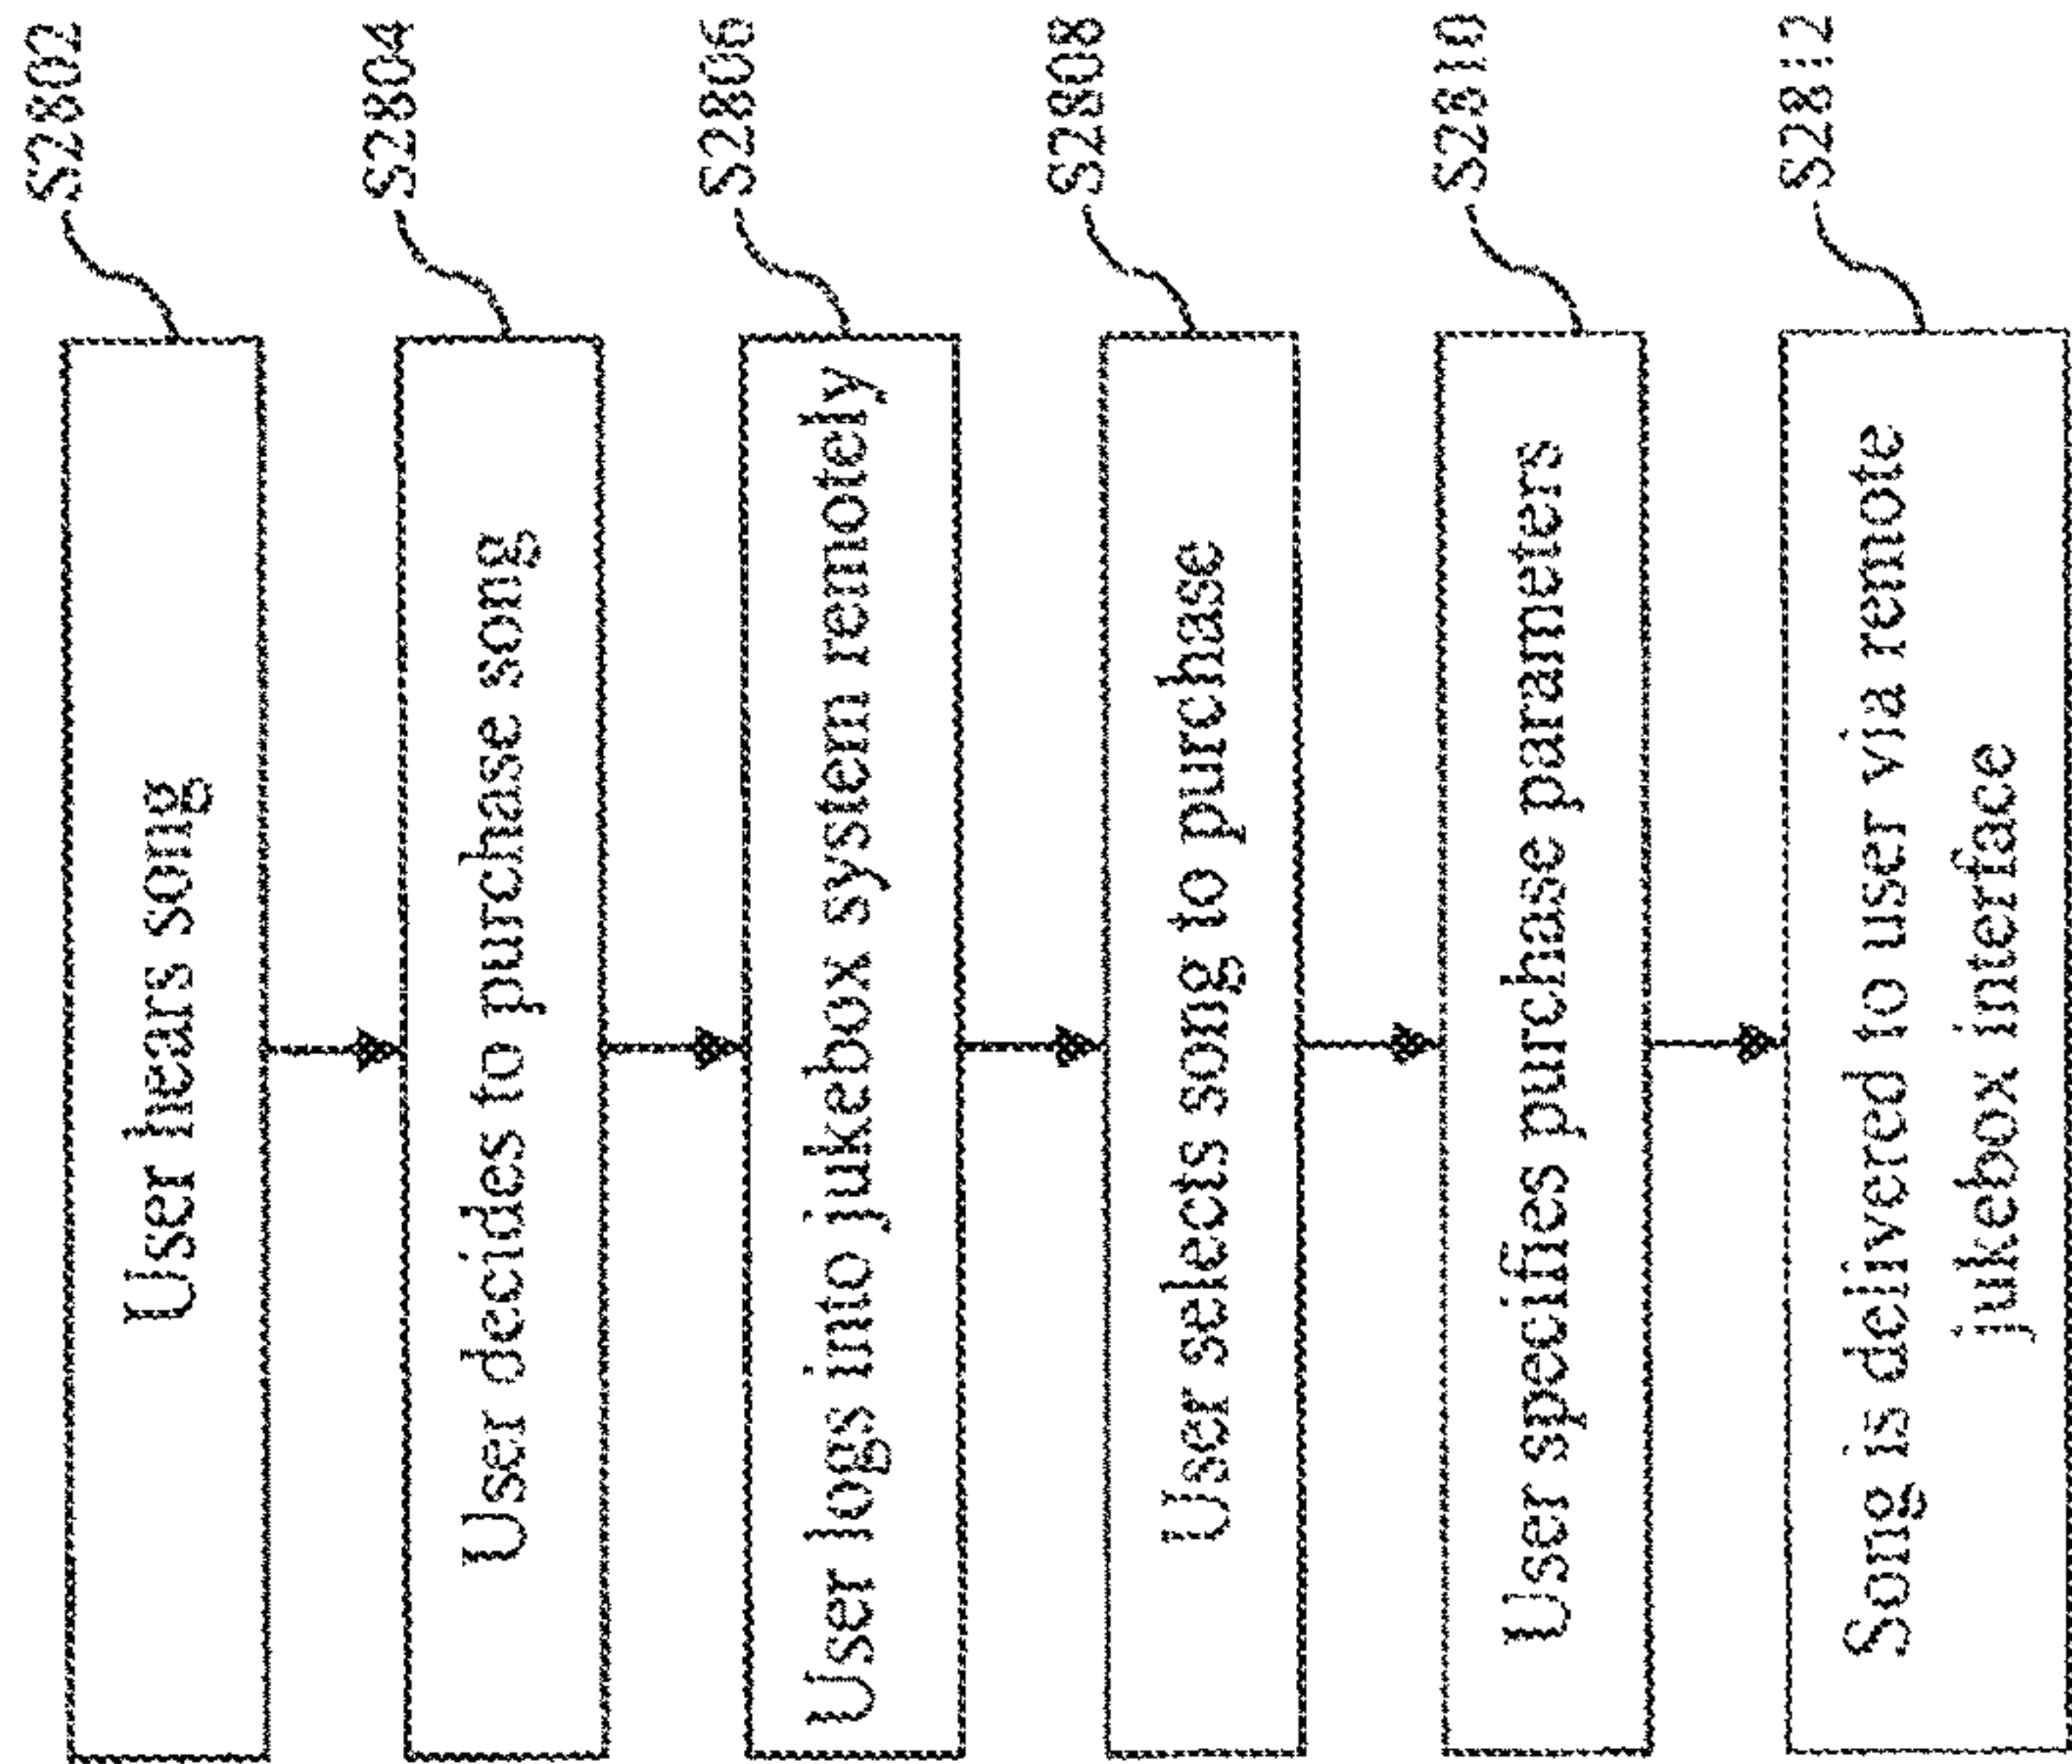 User hears song
S2802
User decides to purchase song
S2804
User logs into jukebox system remotely
S2806
User selects song to purchase
S2808
User specifies purchase parameters
S2810
Song is delivered to user via remote
jukebox interface
S2812